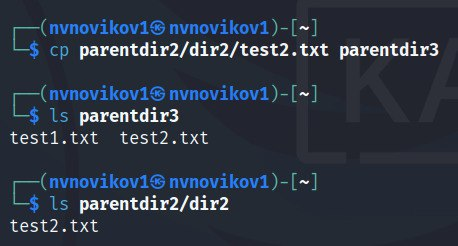 ┌──(nvnovikov1㉿nvnovikov1)-[~]
└─$ cp parentdir2/dir2/test2.txt parentdir3
┌──(nvnovikov1㉿nvnovikov1)-[~]
└─$ ls parentdir3
test1.txt  test2.txt
┌──(nvnovikov1㉿nvnovikov1)-[~]
└─$ ls parentdir2/dir2
test2.txt